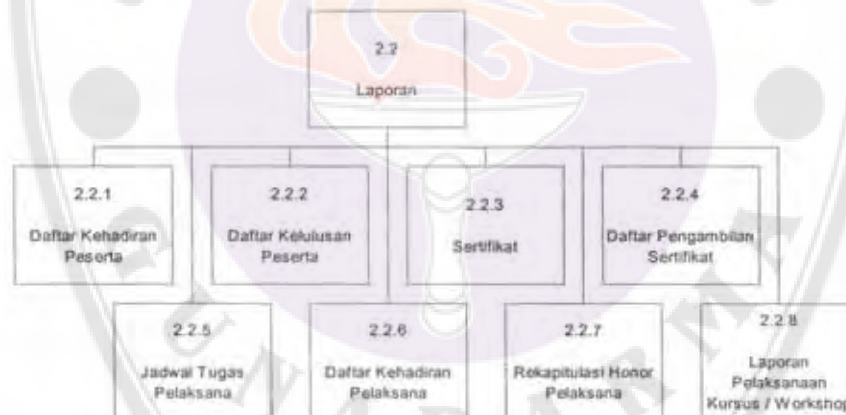 2.2
Laporan
2.2.1
Daftar Kehadiran
Peserta
2.2.2
Daftar Kelulusan
Peserta
2.2.3
Sertifikat
2.2.4
Daftar Pengambilan
Sertifikat
2.2.5
Jadwal Tugas
Pelaksana
2.2.6
Daftar Kehadiran
Pelaksana
2.2.7
Rekapitulasi Honor
Pelaksana
2.2.8
Laporan
Pelaksanaan
Kursus / Workshop
GUNADARMA